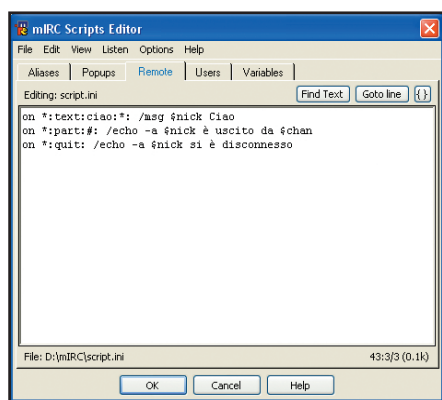 mIRC Scripts Editor
File Edit View Listen Options Help
Aliases Popups Remote Users Variables
Editing: script.ini Find Text Goto line {}
on *:text:ciao:*: /msg $nick Ciao
on *:part:#: /echo -a $nick è uscito da $chan
on *:quit: /echo -a $nick si è disconnesso
File: D:\mIRC\script.ini 43:3/3 (0.1k)
OK Cancel Help